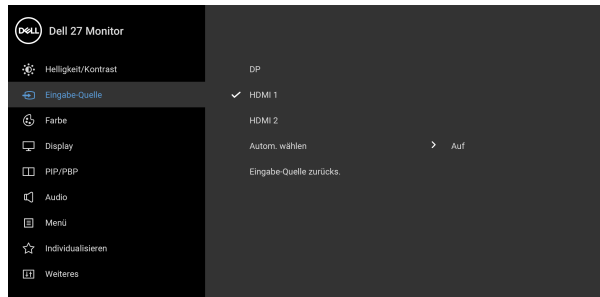 DELL Dell 27 Monitor
Helligkeit/Kontrast
Eingabe-Quelle
Farbe
Display
PIP/PBP
Audio
Menü
Individualisieren
Weiteres
DP
HDMI 1
HDMI 2
Autom. wählen Auf
Eingabe-Quelle zurücks.